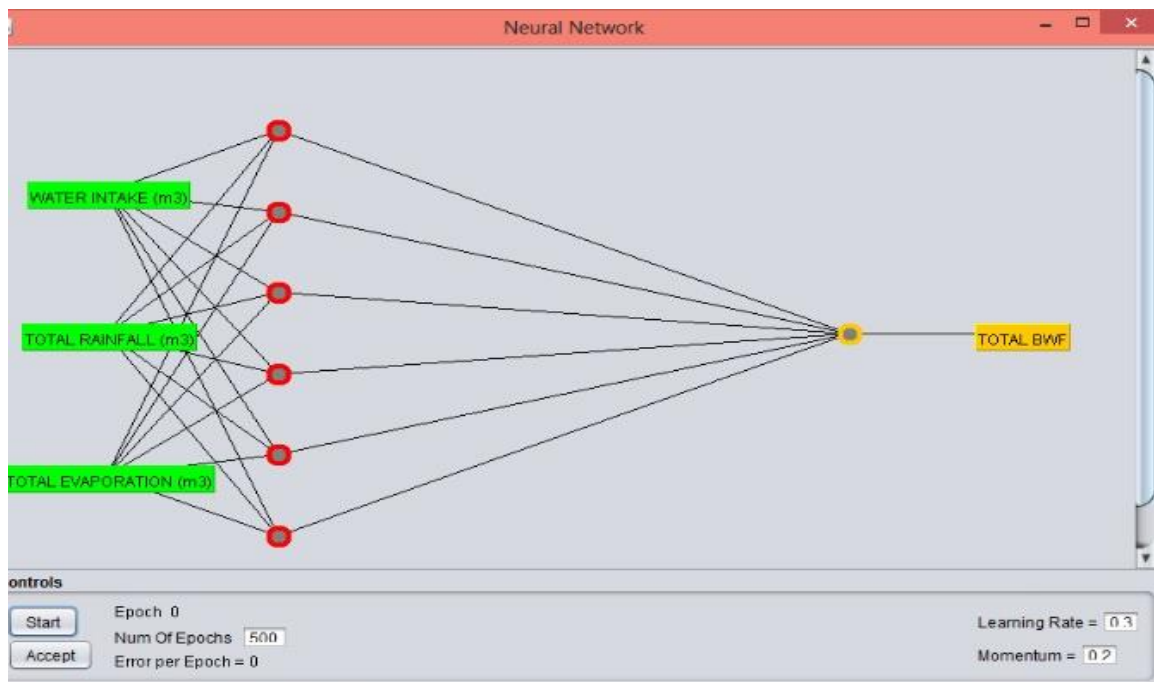 Neural Network
WATER INTAKE (m3)
TOTAL RAINFALL (m3)
TOTAL BWF
TOTAL EVAPORATION (m3)
ontrols
Start
Epoch 0
Num Of Epochs 500
Accept
Error per Epoch = 0
Learning Rate = 0.3
Momentum = 0.2